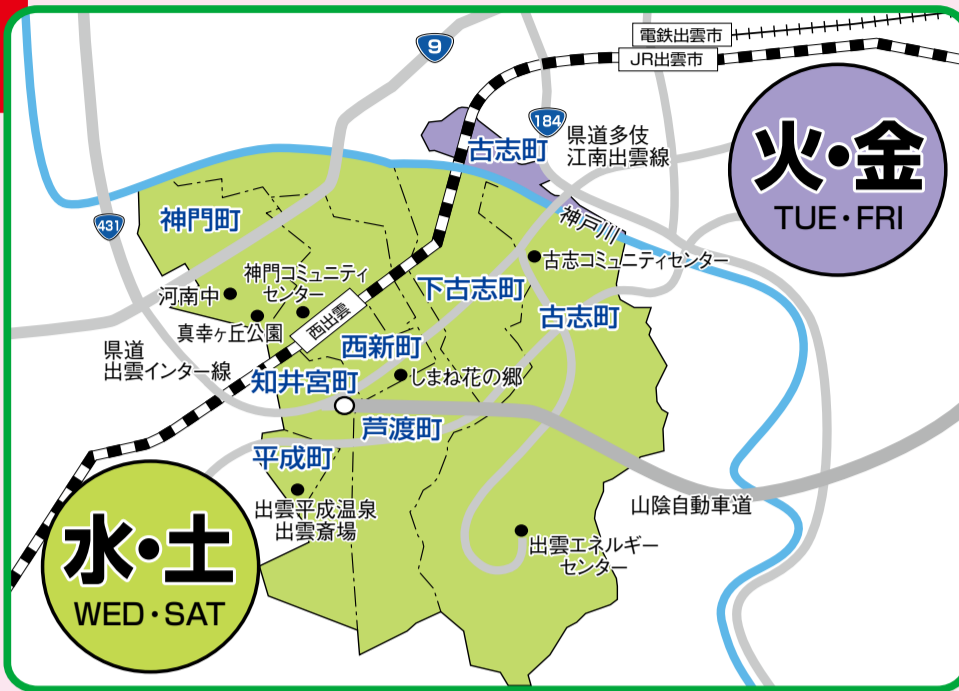 電鉄出雲市
JR出雲市
9
184
県道多伎
江南出雲線
火・金
TUE・FRI
古志町
神門町
431
神戸川
古志コミュニティセンター
神門コミュニティ
センター
河南中
真幸ヶ丘公園
西出雲
下古志町
古志町
県道
出雲インター線
西新町
しまね花の郷
知井宮町
芦渡町
平成町
出雲平成温泉
出雲斎場
山陰自動車道
出雲エネルギー
センター
水・土
WED・SAT